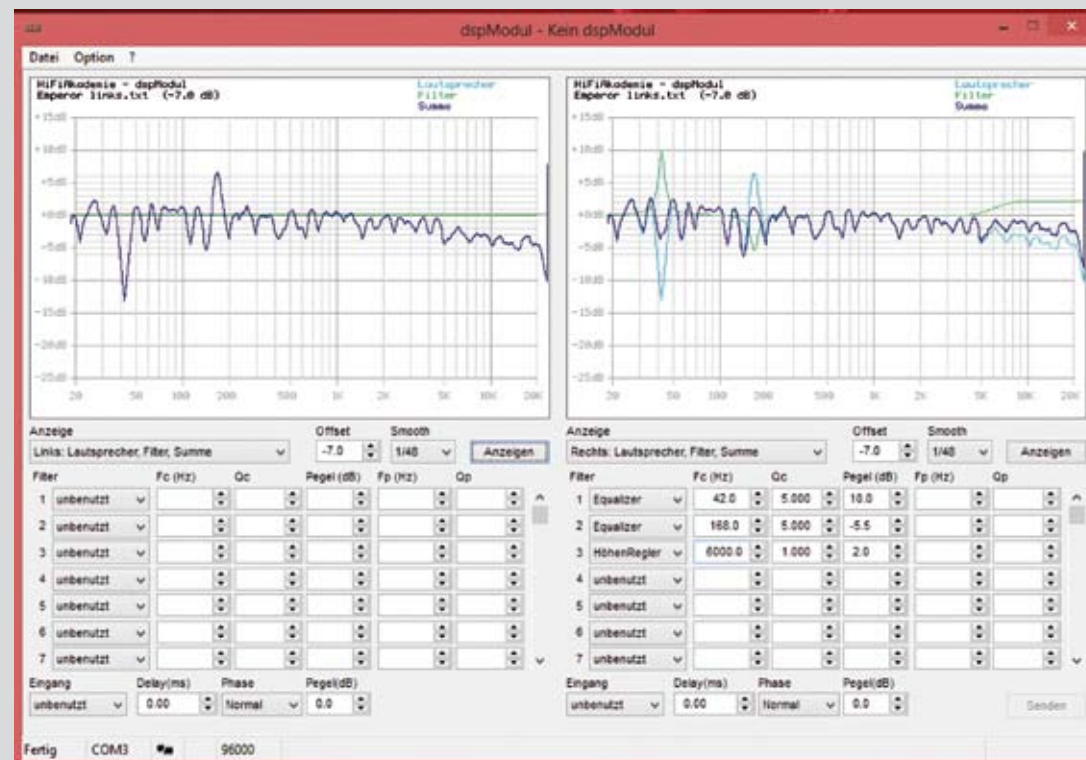 dspModul - Kein dspModul
Datei Option ?
HiFiAkademie - dspModul
Emperor links.txt (-7.0 dB)
Lautsprecher
Filter
Summe
+15dB
+10dB
+5dB
+0dB
-5dB
-10dB
-15dB
-20dB
-25dB
20 50 100 200 500 1K 2K 5K 10K 20K
Anzeige Offset Smooth
Links: Lautsprecher, Filter, Summe -7.0 1/48 Anzeigen
Filter Fc (Hz) Qc Pegel (dB) Fp (Hz) Qp
1 unbenutzt
2 unbenutzt
3 unbenutzt
4 unbenutzt
5 unbenutzt
6 unbenutzt
7 unbenutzt
Eingang Delay(ms) Phase Pegel(dB)
unbenutzt 0.00 Normal 0.0
HiFiAkademie - dspModul
Emperor links.txt (-7.0 dB)
Lautsprecher
Filter
Summe
+15dB
+10dB
+5dB
+0dB
-5dB
-10dB
-15dB
-20dB
-25dB
20 50 100 200 500 1K 2K 5K 10K 20K
Anzeige Offset Smooth
Rechts: Lautsprecher, Filter, Summe -7.0 1/48 Anzeigen
Filter Fc (Hz) Qc Pegel (dB) Fp (Hz) Qp
1 Equalizer 42.0 5.000 10.0
2 Equalizer 168.0 5.000 -5.5
3 HöhenRegler 6000.0 1.000 2.0
4 unbenutzt
5 unbenutzt
6 unbenutzt
7 unbenutzt
Eingang Delay(ms) Phase Pegel(dB)
unbenutzt 0.00 Normal 0.0 Senden
Fertig COM3 96000